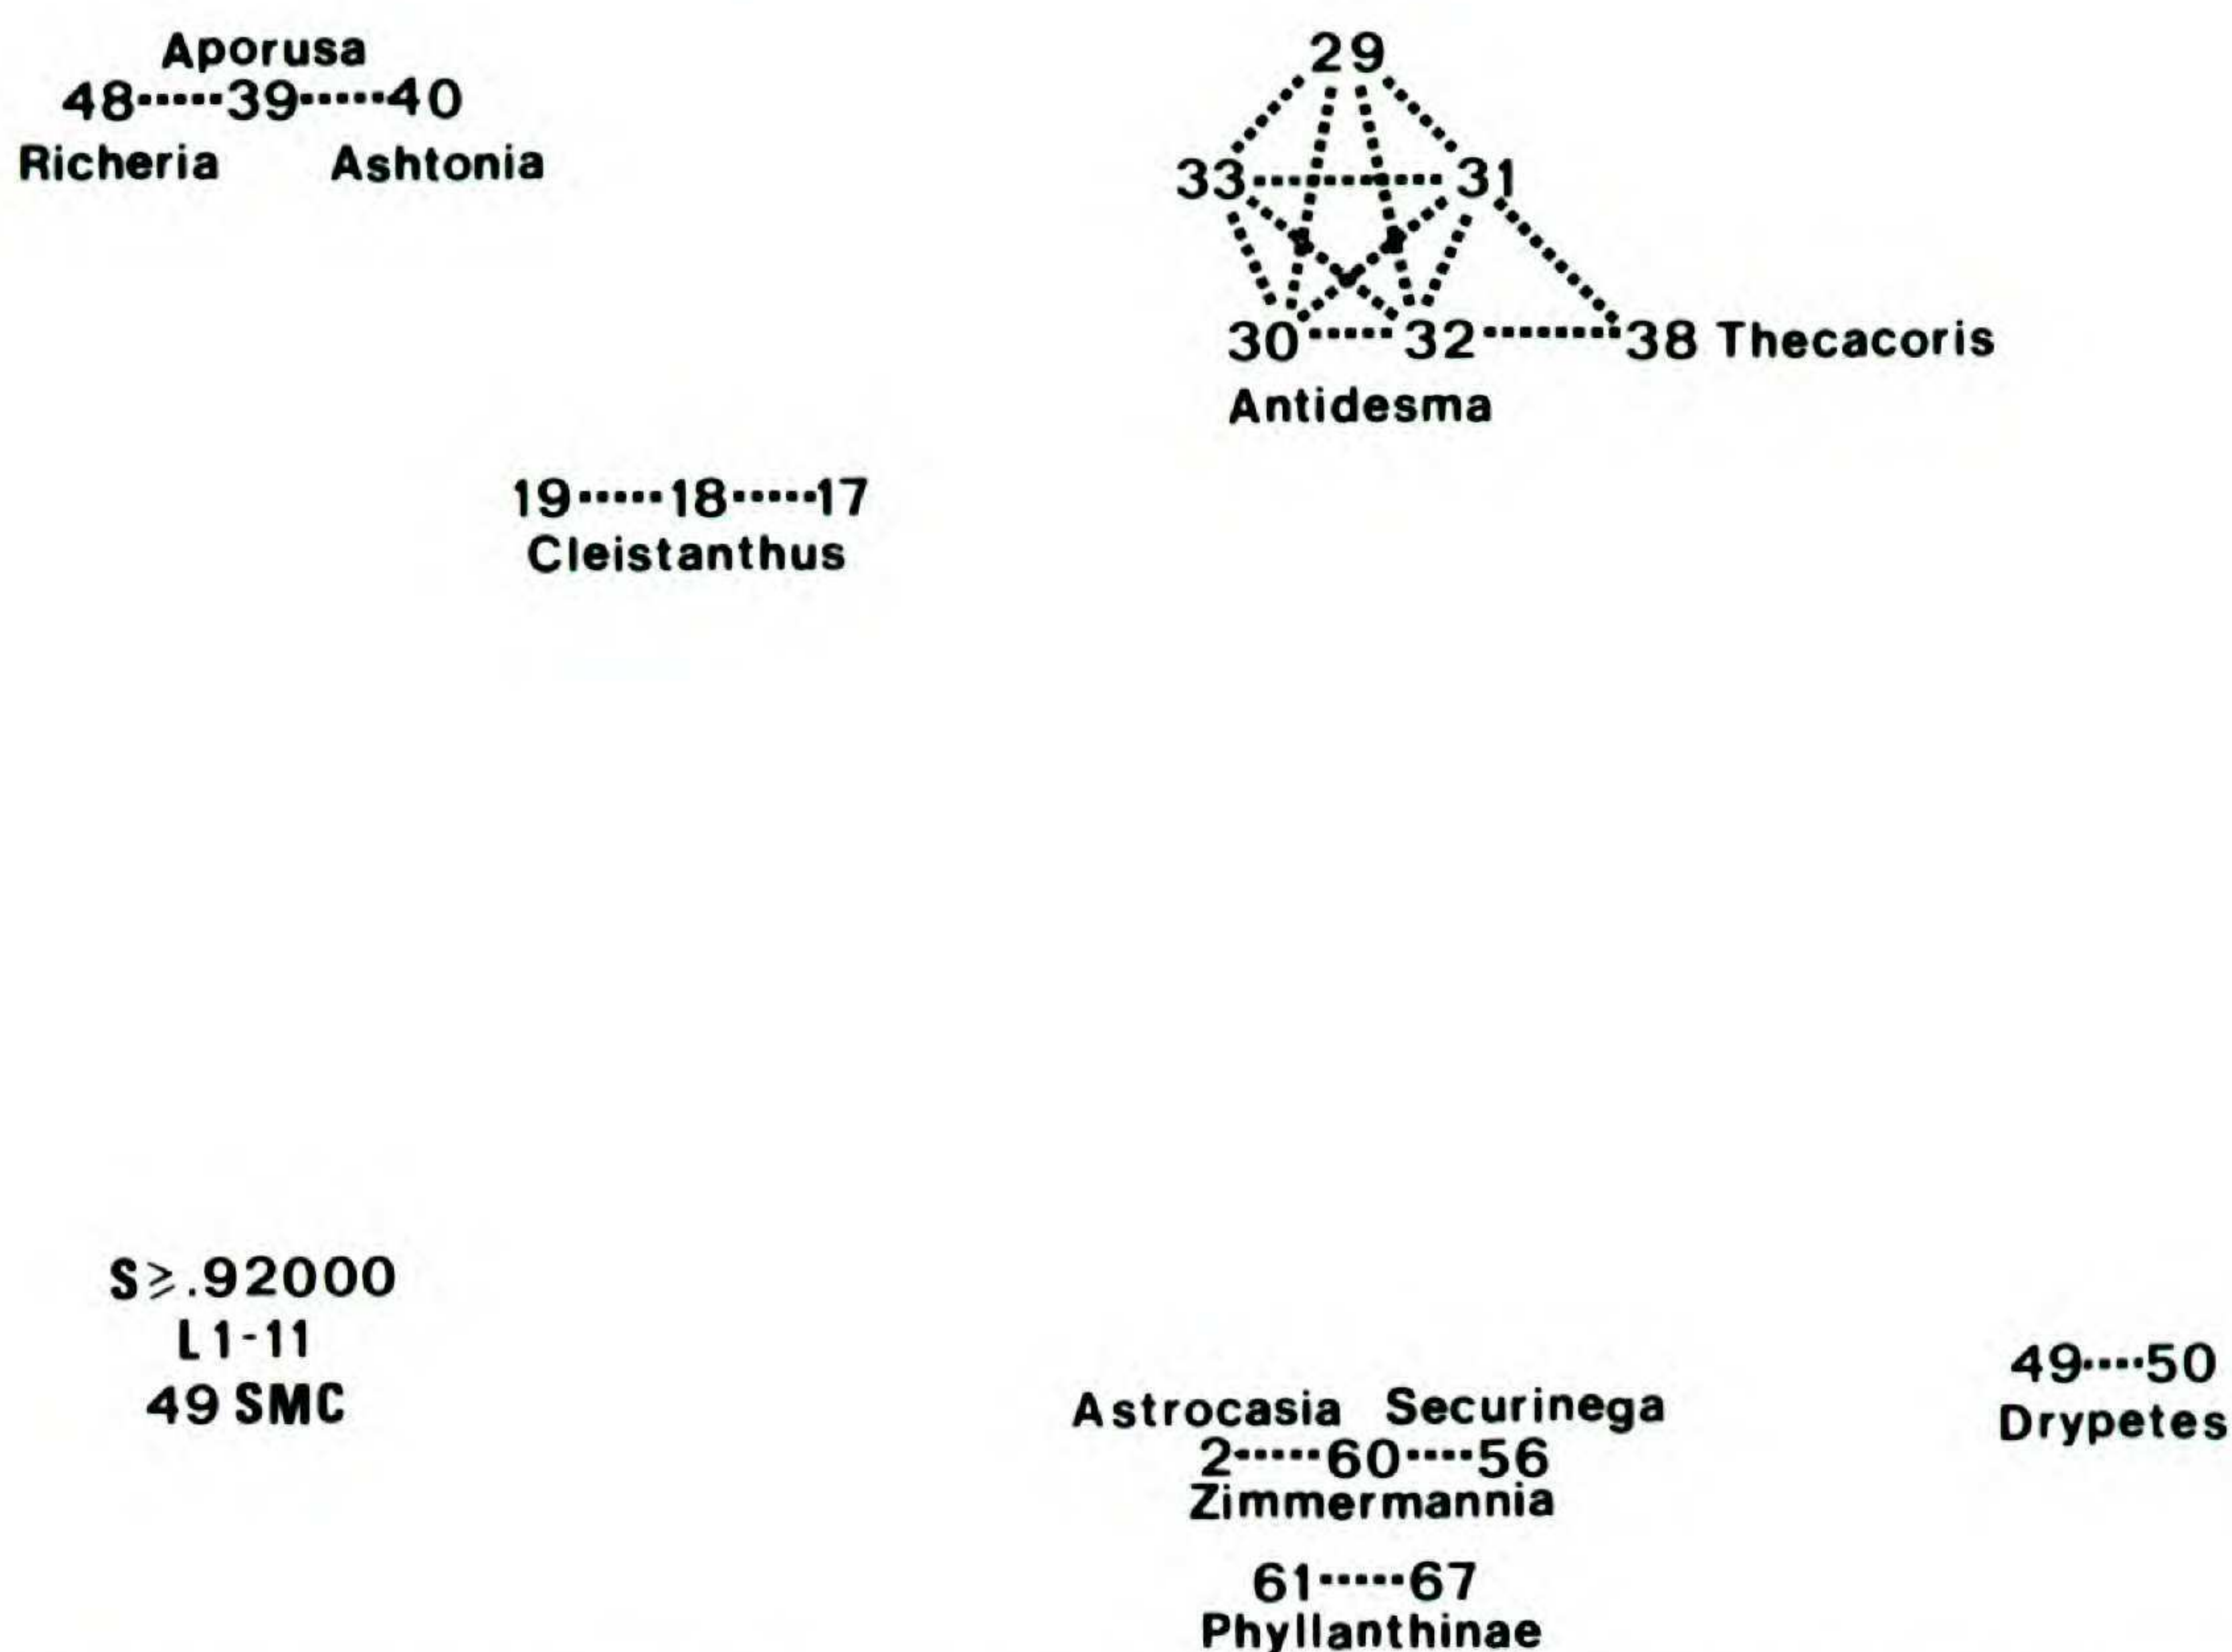 Aporusa
48 39 40
Richeria Ashtonia
29
33 31
30 32 38 Thecacoris
Antidesma
19 18 17
Cleistanthus
S≥.92000
L1-11
49 SMC
Astrocasia Securinega
2 60 56
Zimmermannia
61 67
Phyllanthinae
49 50
Drypetes